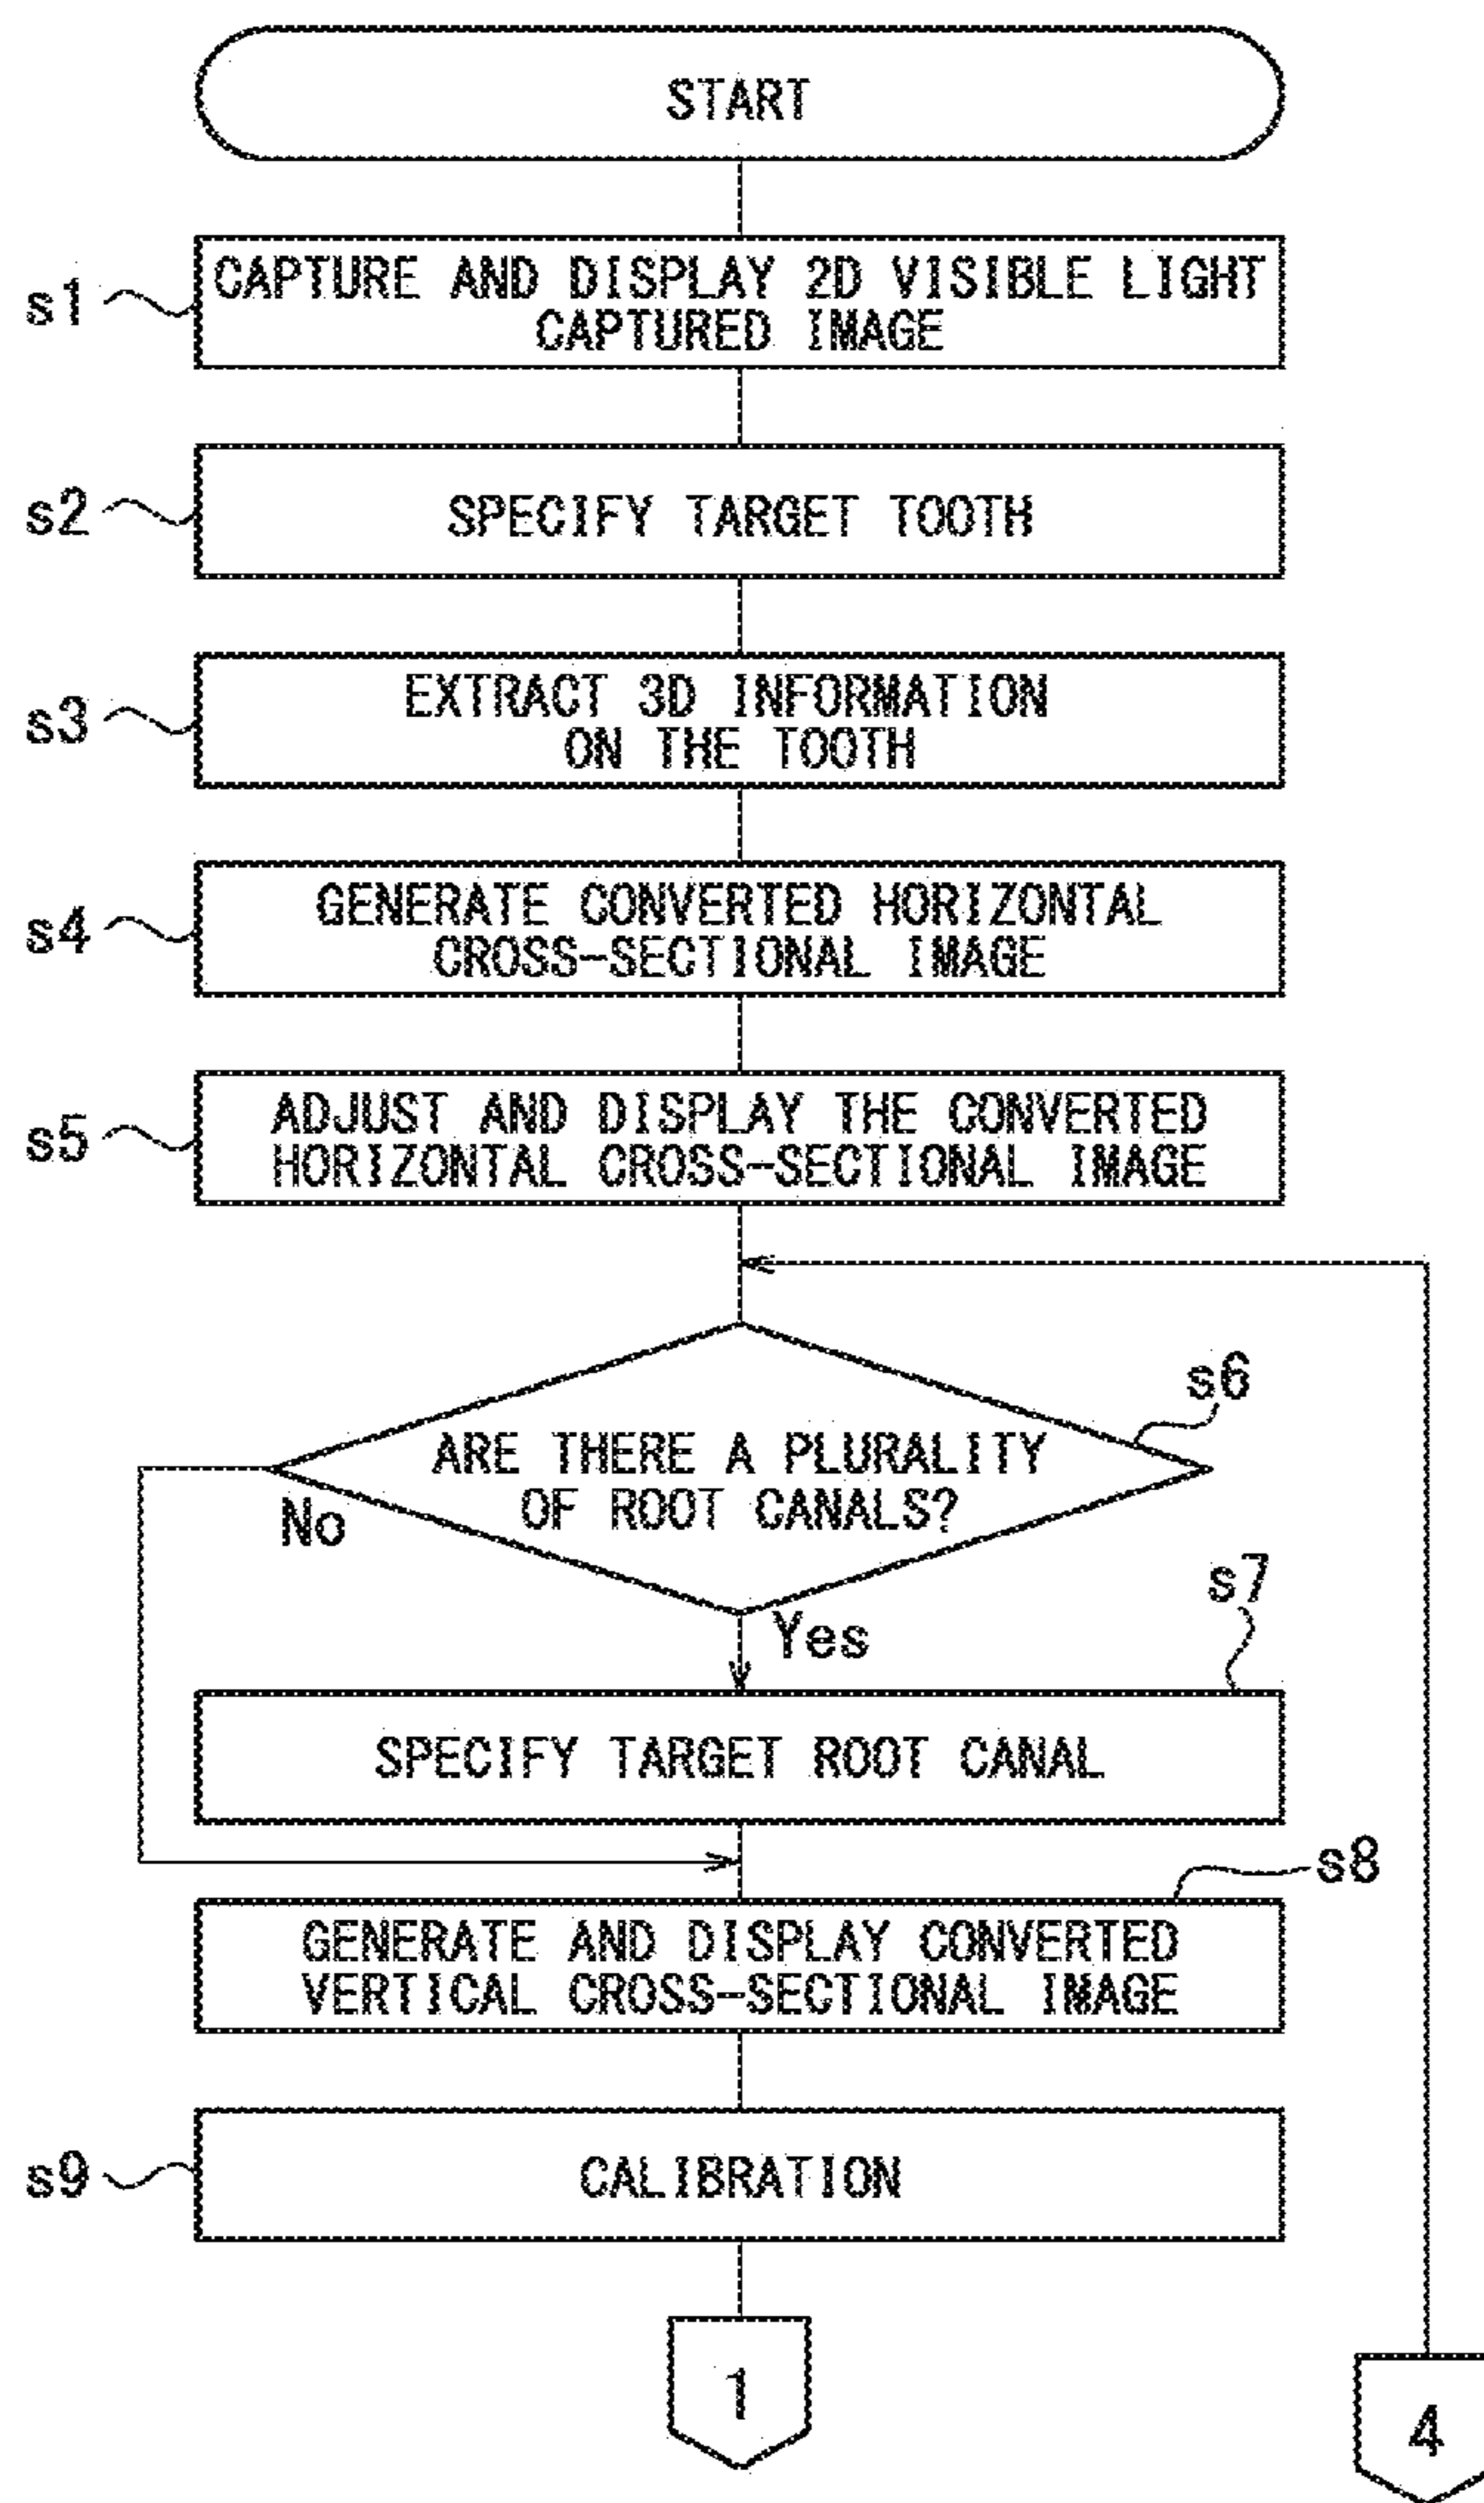 START
s1
CAPTURE AND DISPLAY 2D VISIBLE LIGHT
CAPTURED IMAGE
s2
SPECIFY TARGET TOOTH
s3
EXTRACT 3D INFORMATION
ON THE TOOTH
s4
GENERATE CONVERTED HORIZONTAL
CROSS-SECTIONAL IMAGE
s5
ADJUST AND DISPLAY THE CONVERTED
HORIZONTAL CROSS-SECTIONAL IMAGE
s6
ARE THERE A PLURALITY
OF ROOT CANALS?
No
Yes
s7
SPECIFY TARGET ROOT CANAL
s8
GENERATE AND DISPLAY CONVERTED
VERTICAL CROSS-SECTIONAL IMAGE
s9
CALIBRATION
1
4